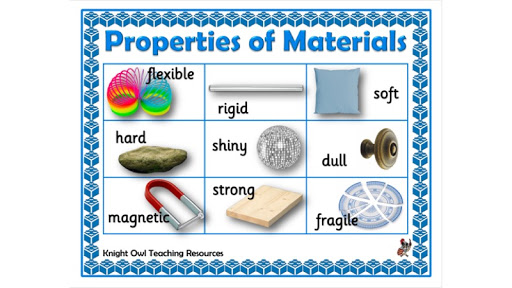 Properties of Materials
flexible
rigid
soft
hard
shiny
dull
magnetic
strong
fragile
Knight Owl Teaching Resources